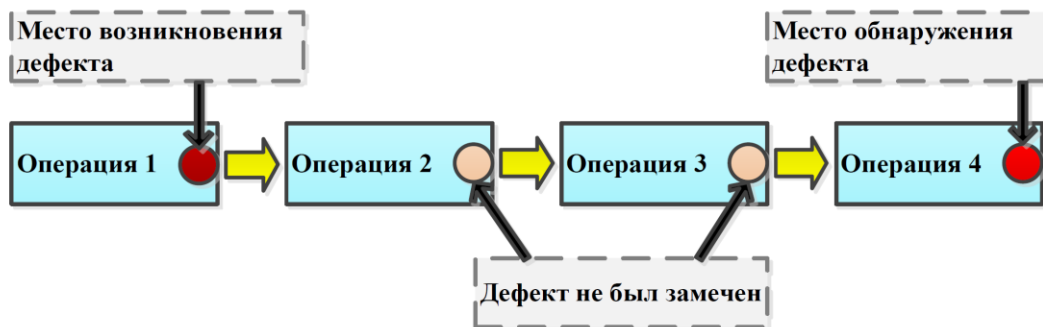 Место возникновения
дефекта
Место обнаружения
дефекта
Операция 1
Операция 2
Операция 3
Операция 4
Дефект не был замечен